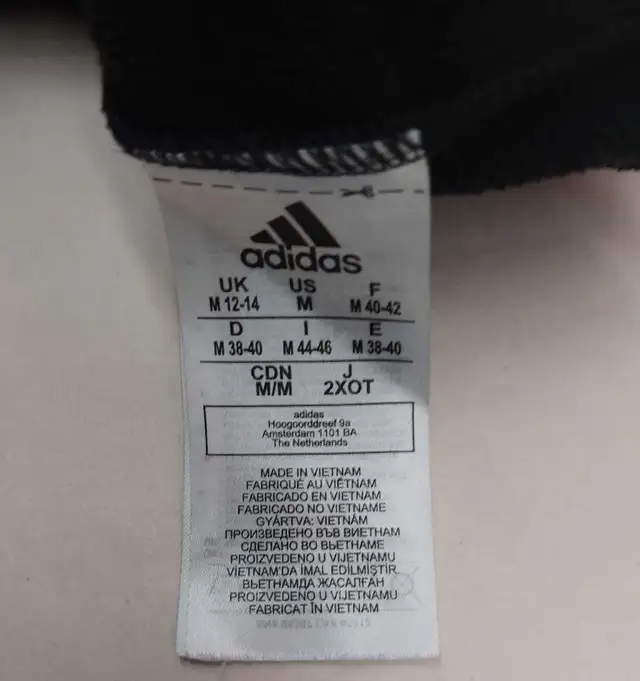 adidas
UK US F
M 12-14 M M 40-42
D I E
M 38-40 M 44-46 M 38-40
CDN J
M/M 2XOT
adidas
Hoogoorddreef 9a
Amsterdam 1101 BA
The Netherlands
MADE IN VIETNAM
FABRIQUÉ AU VIÊTNAM
FABRICADO EN VIETNAM
FABRICADO NO VIETNAME
GYÁRTVA: VIETNÁM
ПРОИЗВЕДЕНО ВЪВ ВИЕТНАМ
СДЕЛАНО ВО ВЬЕТНАМЕ
PROIZVEDENO U VIJETNAMU
VIETNAM'DA IMAL EDİLMİŞTİR.
ВЬЕТНАМДА ЖАСАЛҒАН
PROIZVEDENO U VIJETNAMU
FABRICAT ÎN VIETNAM